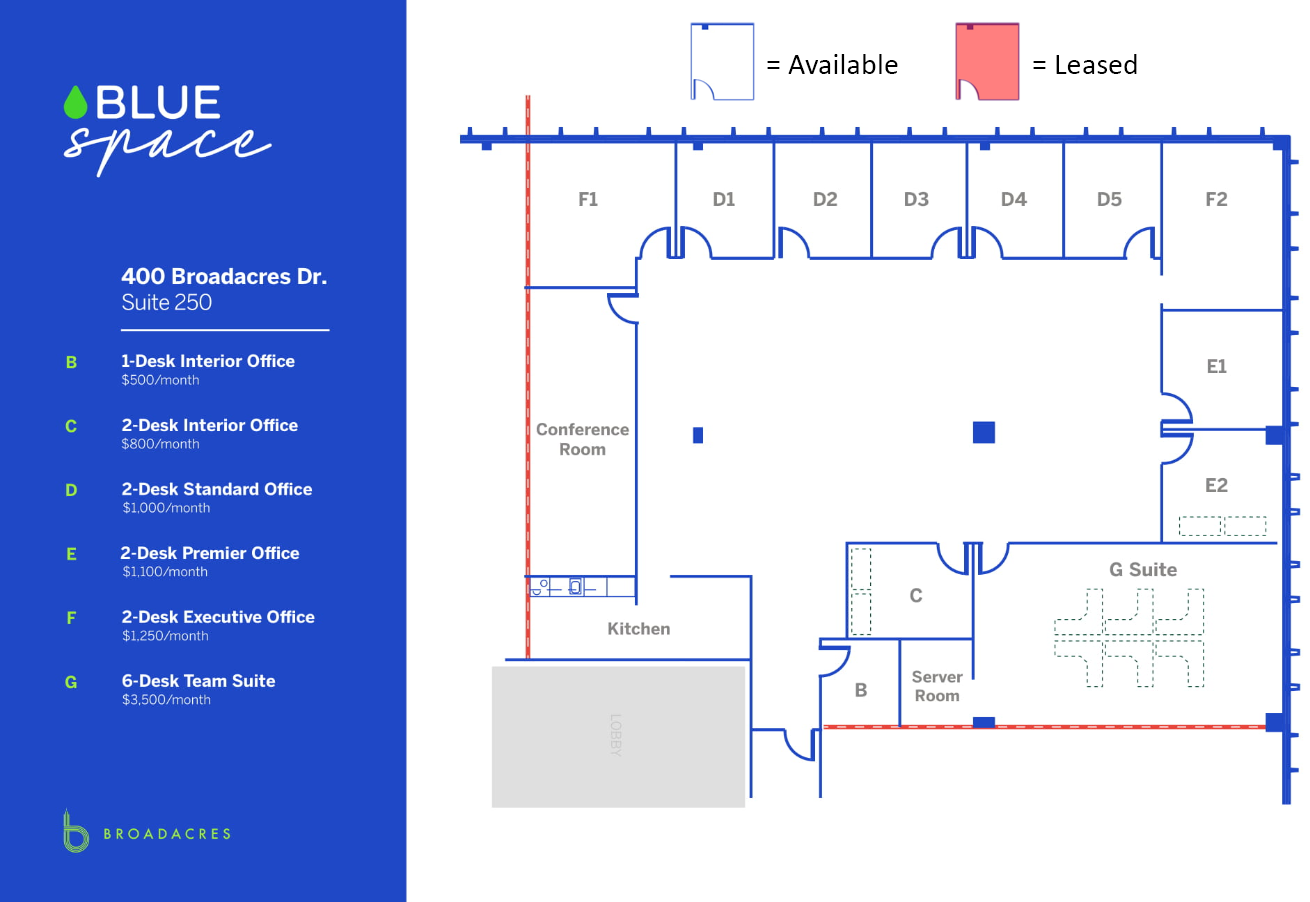 BLUE
space
400 Broadacres Dr.
Suite 250
B 1-Desk Interior Office
$500/month
C 2-Desk Interior Office
$800/month
D 2-Desk Standard Office
$1,000/month
E 2-Desk Premier Office
$1,100/month
F 2-Desk Executive Office
$1,250/month
G 6-Desk Team Suite
$3,500/month
BROADACRES
= Available = Leased
F1 D1 D2 D3 D4 D5 F2
E1
Conference
Room
E2
G Suite
C
Kitchen
Server
Room
B
LOBBY